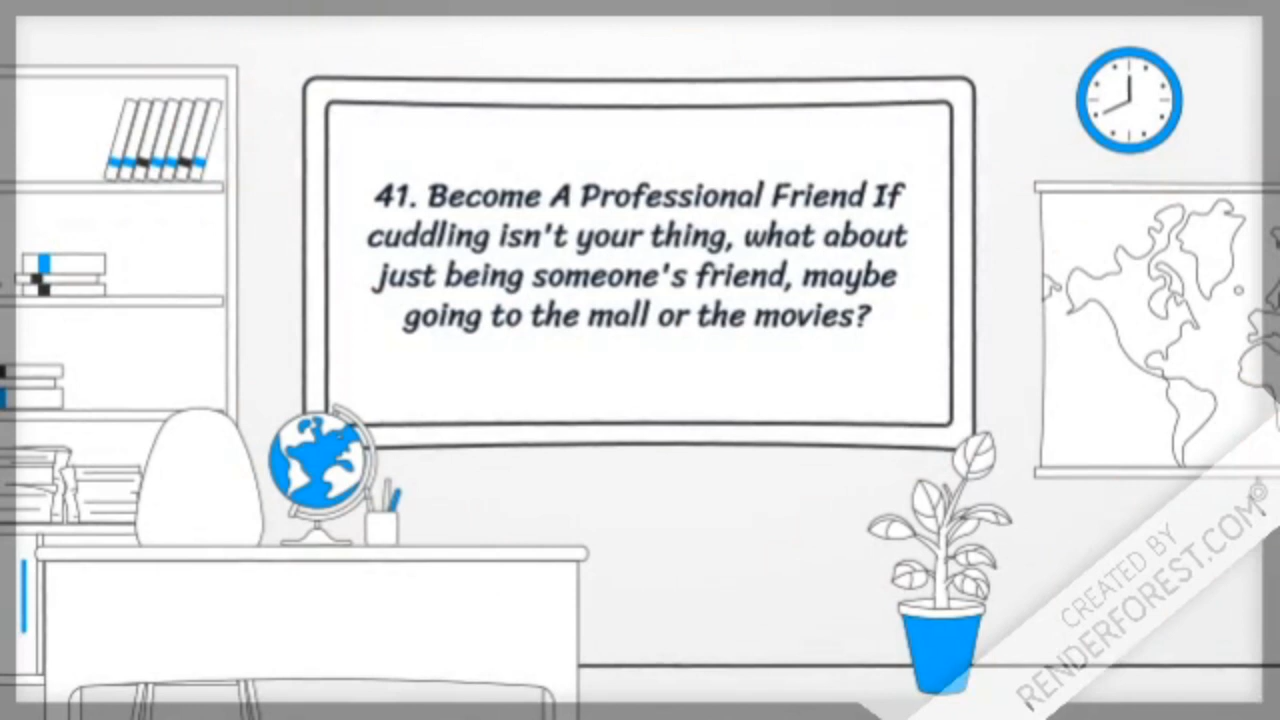 41. Become A Professional Friend If
cuddling isn't your thing, what about
just being someone's friend, maybe
going to the mall or the movies?
CREATED BY
RENDERFOREST.COM